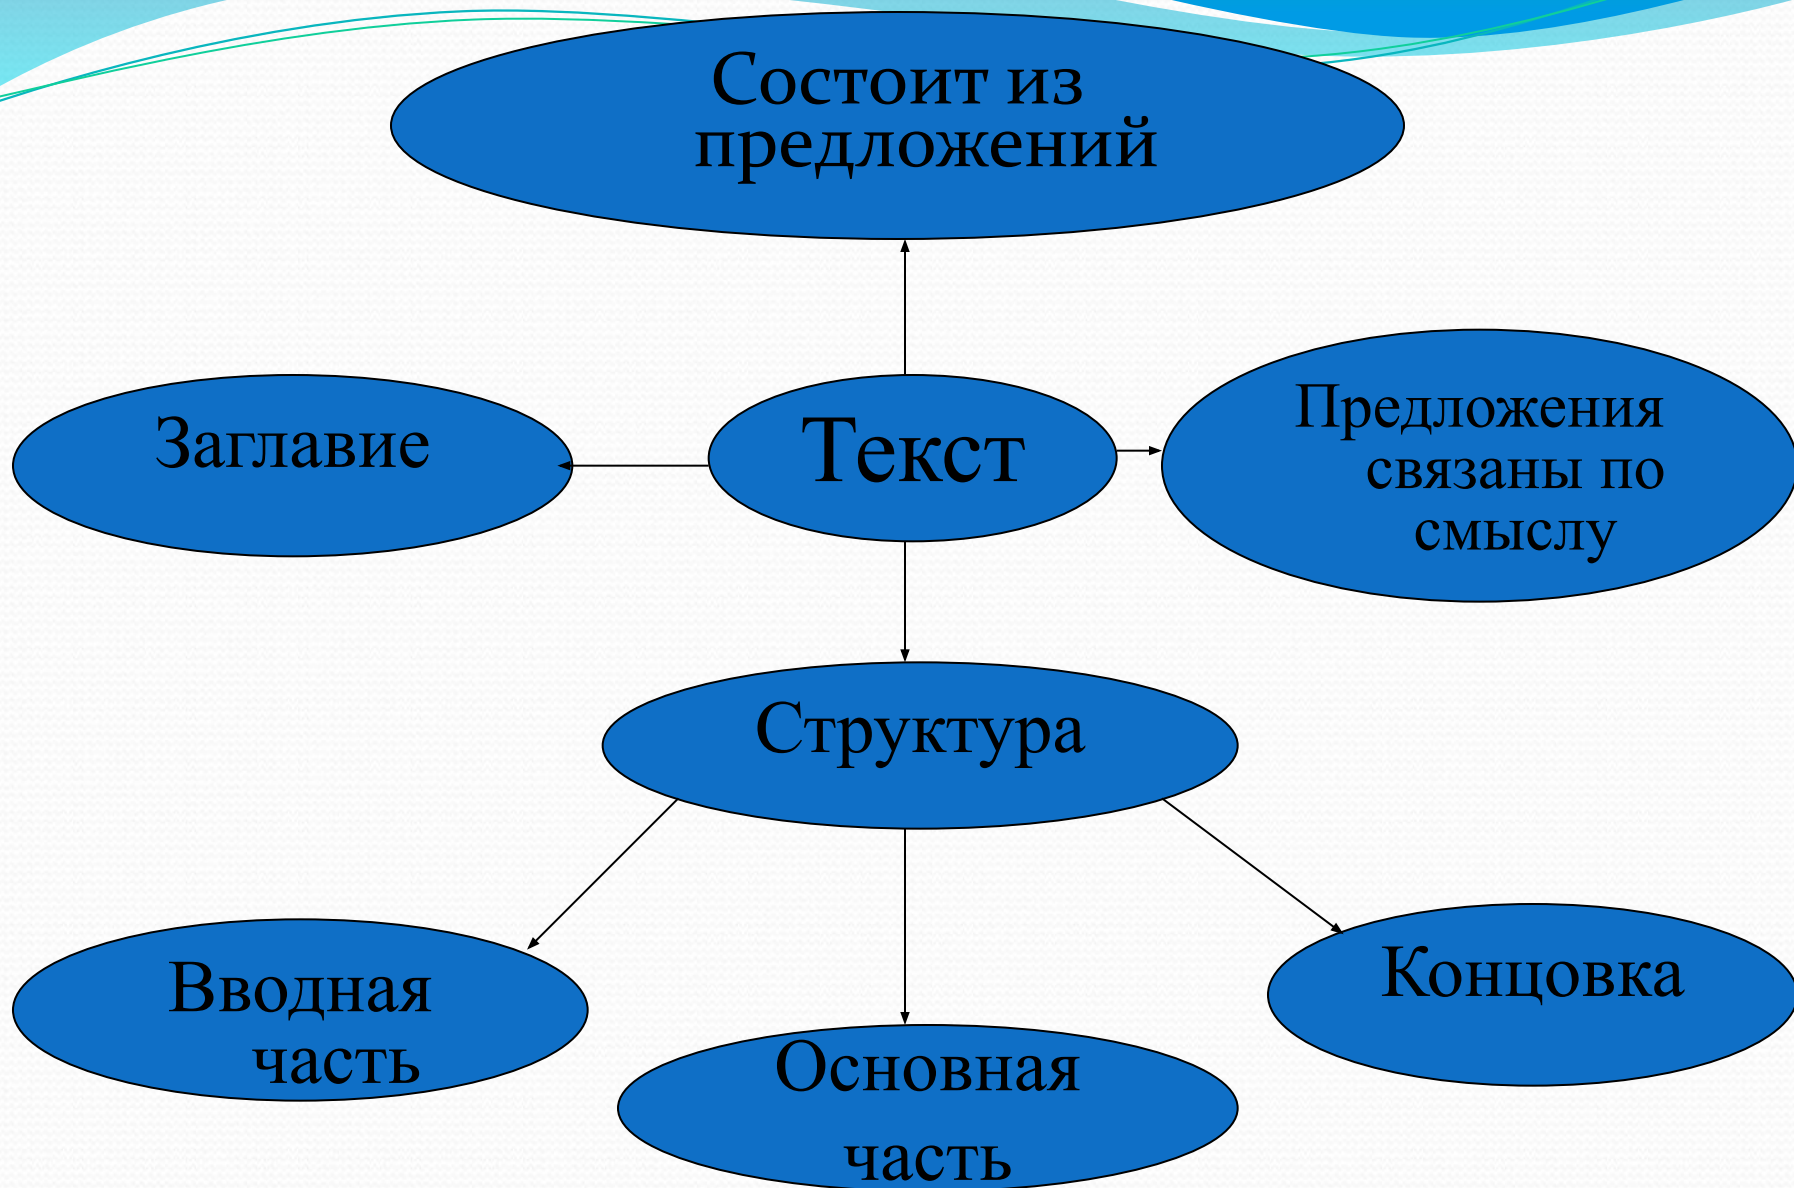 Состоит из
предложений
Заглавие
Текст
Предложения
связаны по
смыслу
Структура
Вводная
часть
Основная
часть
Концовка